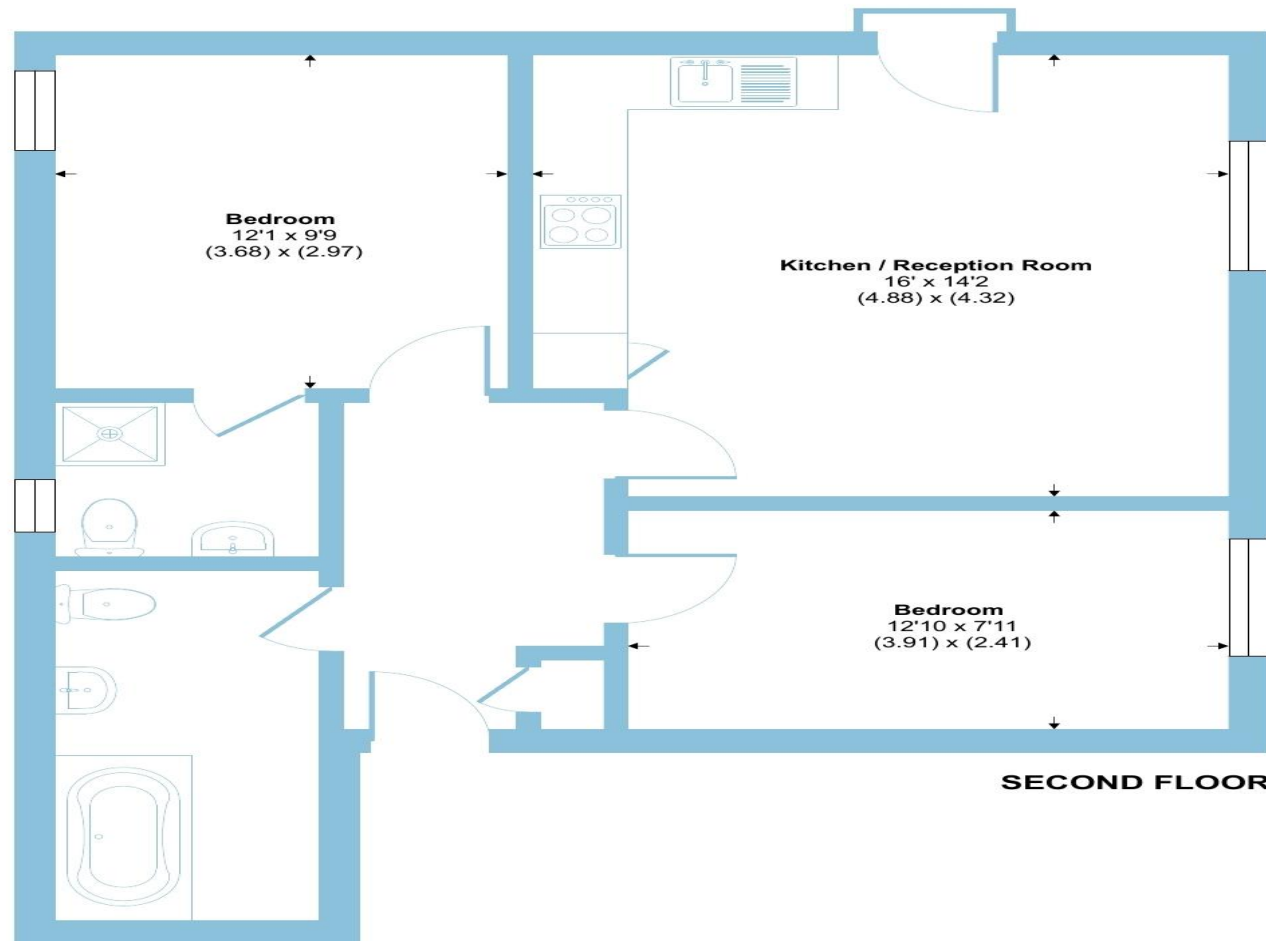 Bedroom
12'1 x 9'9
(3.68) x (2.97)
Kitchen / Reception Room
16' x 14'2
(4.88) x (4.32)
Bedroom
12'10 x 7'11
(3.91) x (2.41)
SECOND FLOOR